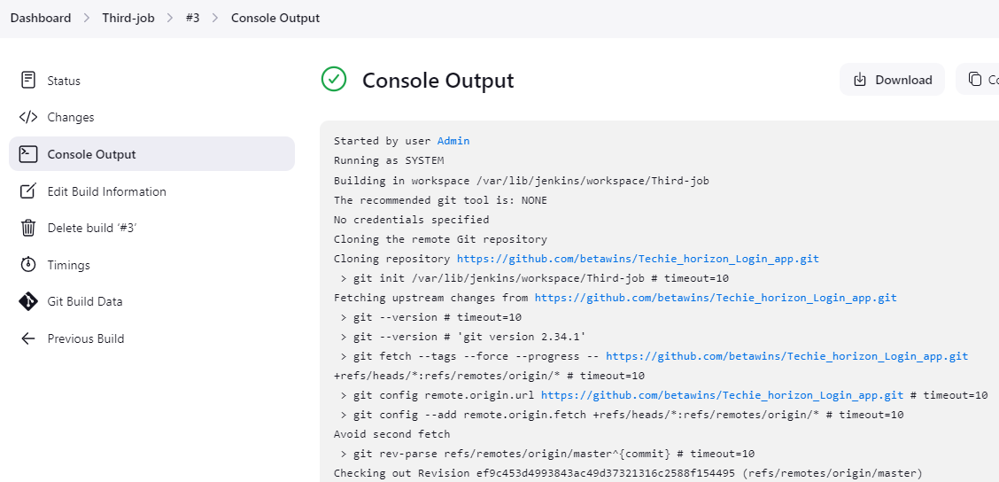 Dashboard > Third-job > #3 > Console Output
Status
Changes
Console Output
Edit Build Information
Delete build ‘#3’
Timings
Git Build Data
Previous Build
Console Output
Download
Started by user Admin
Running as SYSTEM
Building in workspace /var/lib/jenkins/workspace/Third-job
The recommended git tool is: NONE
No credentials specified
Cloning the remote Git repository
Cloning repository https://github.com/betawins/Techie_horizon_Login_app.git
 > git init /var/lib/jenkins/workspace/Third-job # timeout=10
Fetching upstream changes from https://github.com/betawins/Techie_horizon_Login_app.git
 > git --version # timeout=10
 > git --version # 'git version 2.34.1'
 > git fetch --tags --force --progress -- https://github.com/betawins/Techie_horizon_Login_app.git
+refs/heads/*:refs/remotes/origin/* # timeout=10
 > git config remote.origin.url https://github.com/betawins/Techie_horizon_Login_app.git # timeout=10
 > git config --add remote.origin.fetch +refs/heads/*:refs/remotes/origin/* # timeout=10
Avoid second fetch
 > git rev-parse refs/remotes/origin/master^{commit} # timeout=10
Checking out Revision ef9c453d4993843ac49d37321316c2588f154495 (refs/remotes/origin/master)